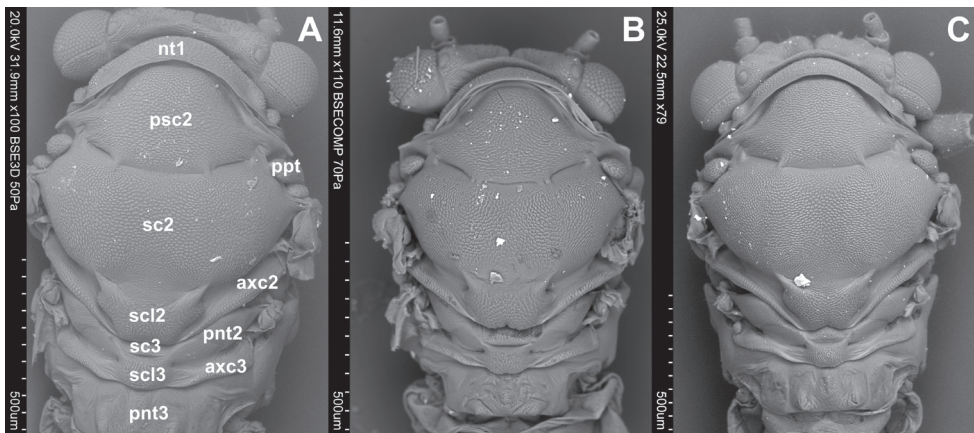 A
nt1
psc2
ppt
sc2
axc2
scl2
pnt2
sc3
axc3
scl3
pnt3
20.0kV 31.9mm x100 BSE3D 50Pa
500um
B
11.6mm x110 BSECOMP 70Pa
500um
C
25.0kV 22.5mm x79
500um